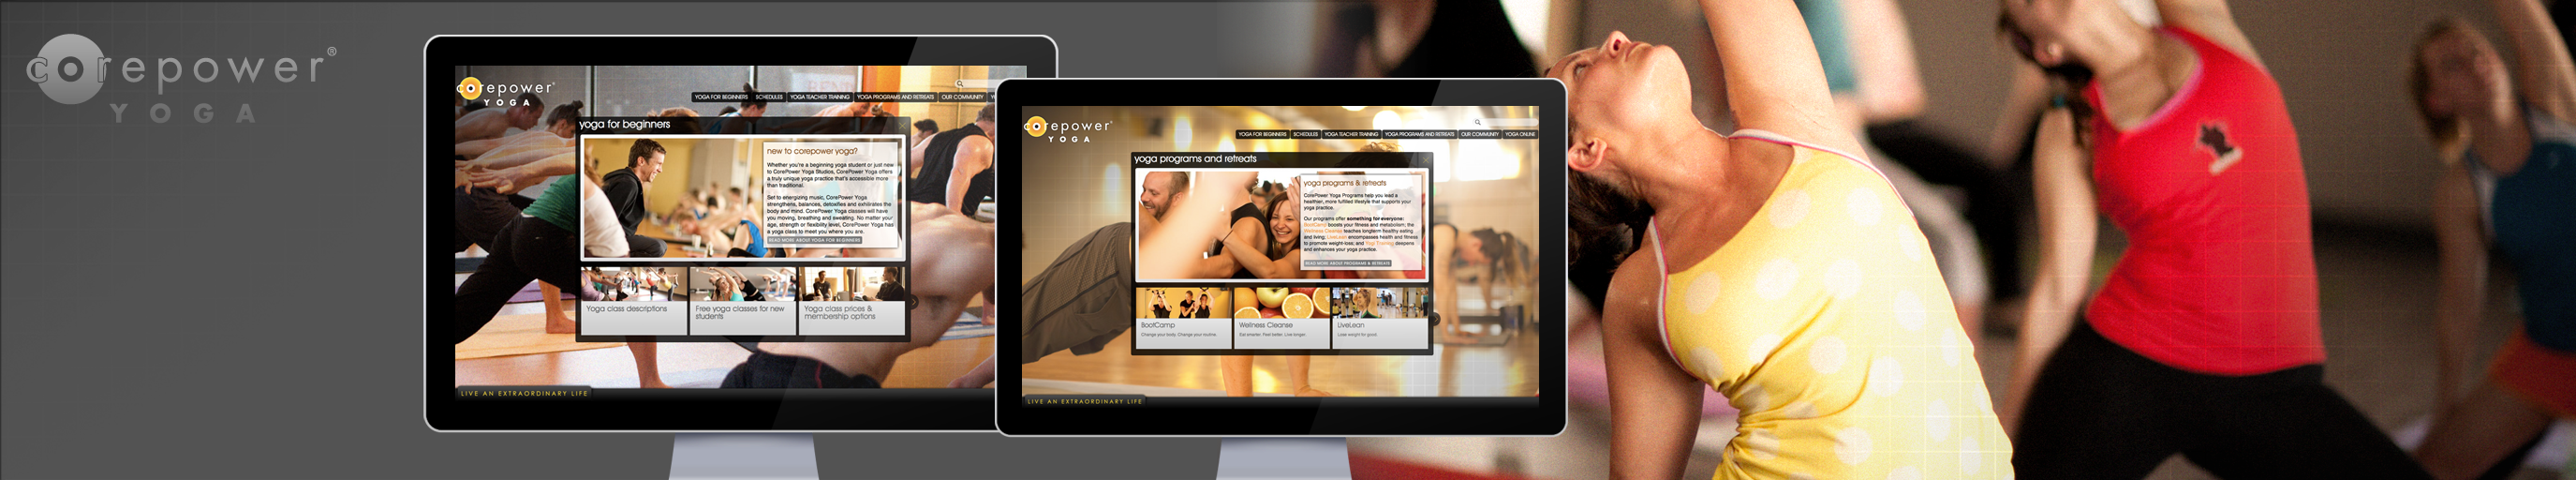 corepower®
YOGA
corepower®
YOGA
YOGA FOR BEGINNERS SCHEDULES YOGA TEACHER TRAINING YOGA PROGRAMS AND RETREATS OUR COMMUNITY
yoga for beginners
new to corepower yoga?
Whether you're a beginning yoga student or just new
to CorePower Yoga Studios, CorePower Yoga offers
a truly unique yoga practice that's accessible more
than traditional.
Set to energizing music, CorePower Yoga
strengthens, balances, detoxifies and exhilirates the
body and mind. CorePower Yoga classes will have
you moving, breathing and sweating. No matter your
age, strength or flexibility level, CorePower Yoga has
a yoga class to meet you where you are.
READ MORE ABOUT YOGA FOR BEGINNERS
Yoga class descriptions
Free yoga classes for new
students
Yoga class prices &
membership options
LIVE AN EXTRAORDINARY LIFE
corepower®
YOGA
YOGA FOR BEGINNERS SCHEDULES YOGA TEACHER TRAINING YOGA PROGRAMS AND RETREATS OUR COMMUNITY YOGA ONLINE
yoga programs and retreats
yoga programs & retreats
CorePower Yoga Programs help you lead a
healthier, more fulfilled lifestyle that supports your
yoga practice.
Our programs offer something for everyone:
BootCamp boosts your fitness and metabolism; the
Wellness Cleanse teaches longterm healthy eating
and living; LiveLean encompasses health and fitness
to promote weight-loss; and Yoga Training deepens
and enhances your yoga practice.
READ MORE ABOUT PROGRAMS & RETREATS
BootCamp
Change your body. Change your routine.
Wellness Cleanse
Eat smarter. Feel better. Live longer.
LiveLean
Lose weight for good.
LIVE AN EXTRAORDINARY LIFE